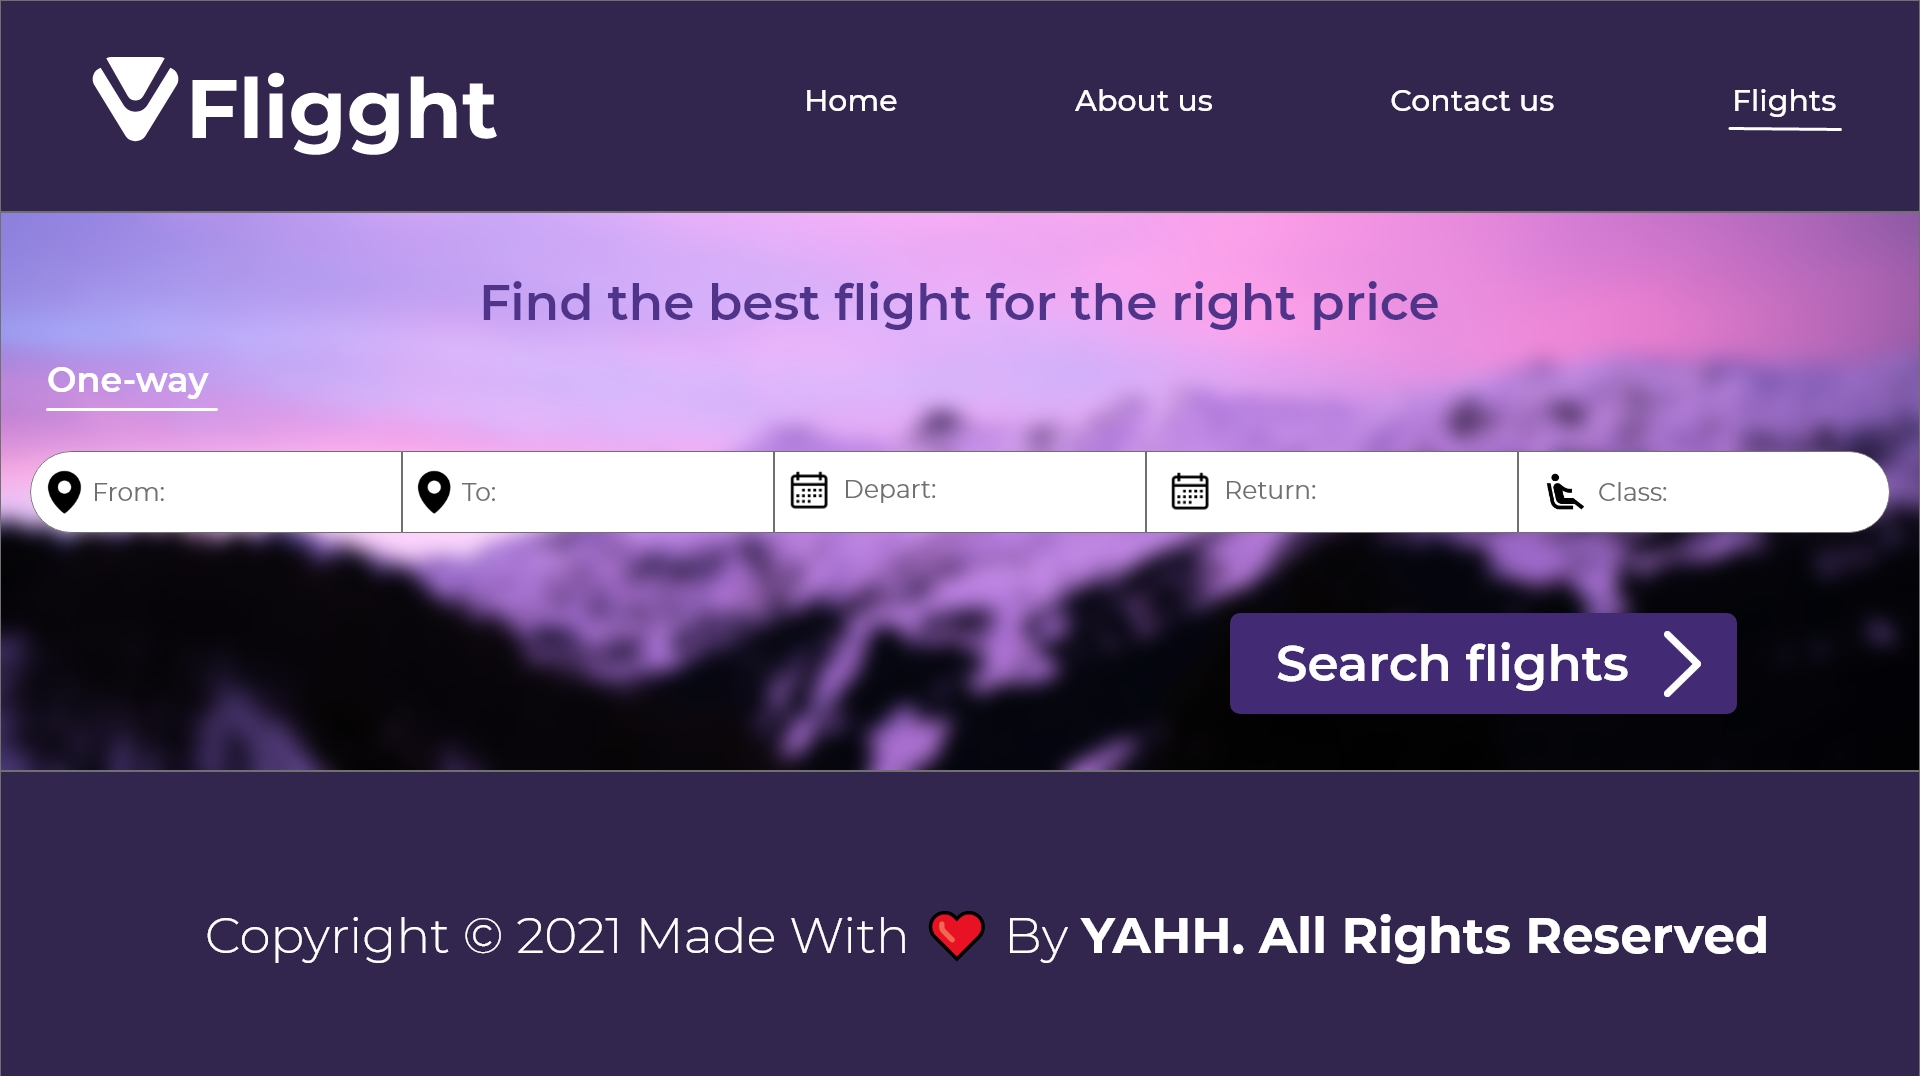 Fligght
Home About us Contact us Flights
Find the best flight for the right price
One-way
From: To: Depart: Return: Class:
Search flights
Copyright © 2021 Made With By YAHH. All Rights Reserved